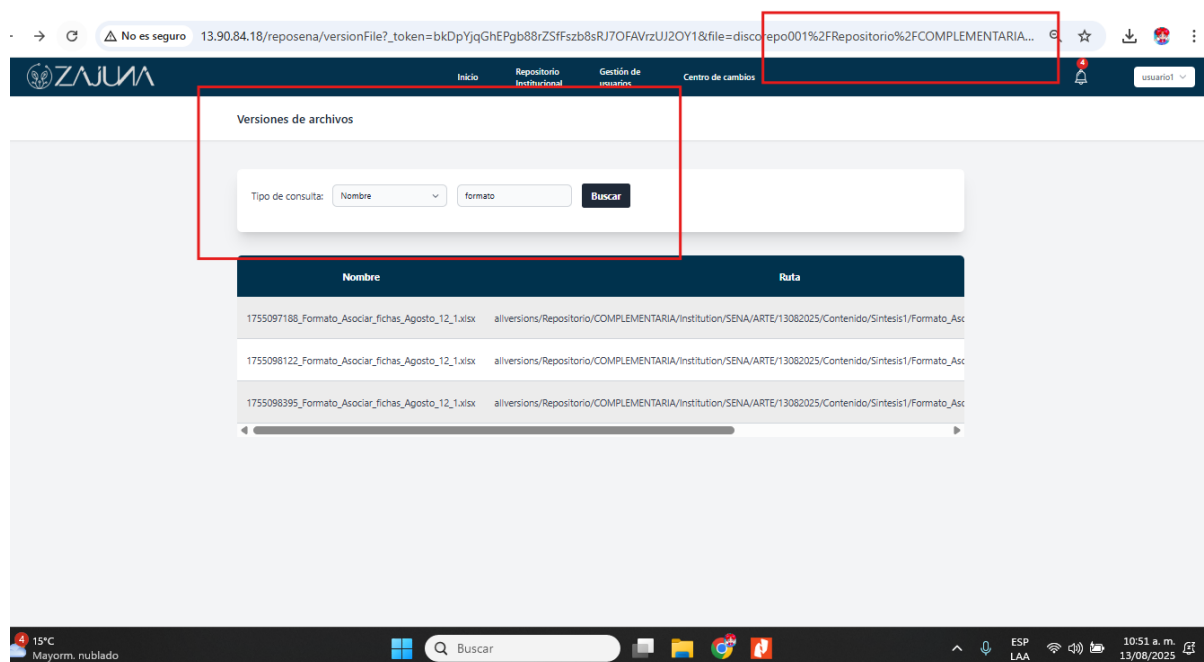 No es seguro 13.90.84.18/reposena/versionFile?_token=bkDpYjqGhEPgb88rZSfFszb8sRJ7OFAVrzUJ2OY1&file=discorepo001%2FRepositorio%2FCOMPLEMENTARIA...
ZAJUNA Inicio Repositorio Institucional Gestión de usuarios Centro de cambios 4 usuario1
Versiones de archivos
Tipo de consulta: Nombre formato Buscar
Nombre Ruta
1755097188_Formato_Asociar_fichas_Agosto_12_1.xlsx allversions/Repositorio/COMPLEMENTARIA/Institution/SENA/ARTE/13082025/Contenido/Sintesis1/Formato_Asc
1755098122_Formato_Asociar_fichas_Agosto_12_1.xlsx allversions/Repositorio/COMPLEMENTARIA/Institution/SENA/ARTE/13082025/Contenido/Sintesis1/Formato_Asc
1755098395_Formato_Asociar_fichas_Agosto_12_1.xlsx allversions/Repositorio/COMPLEMENTARIA/Institution/SENA/ARTE/13082025/Contenido/Sintesis1/Formato_Asc
4 15°C
Mayorm. nublado
Buscar
ESP
LAA
10:51 a. m.
13/08/2025